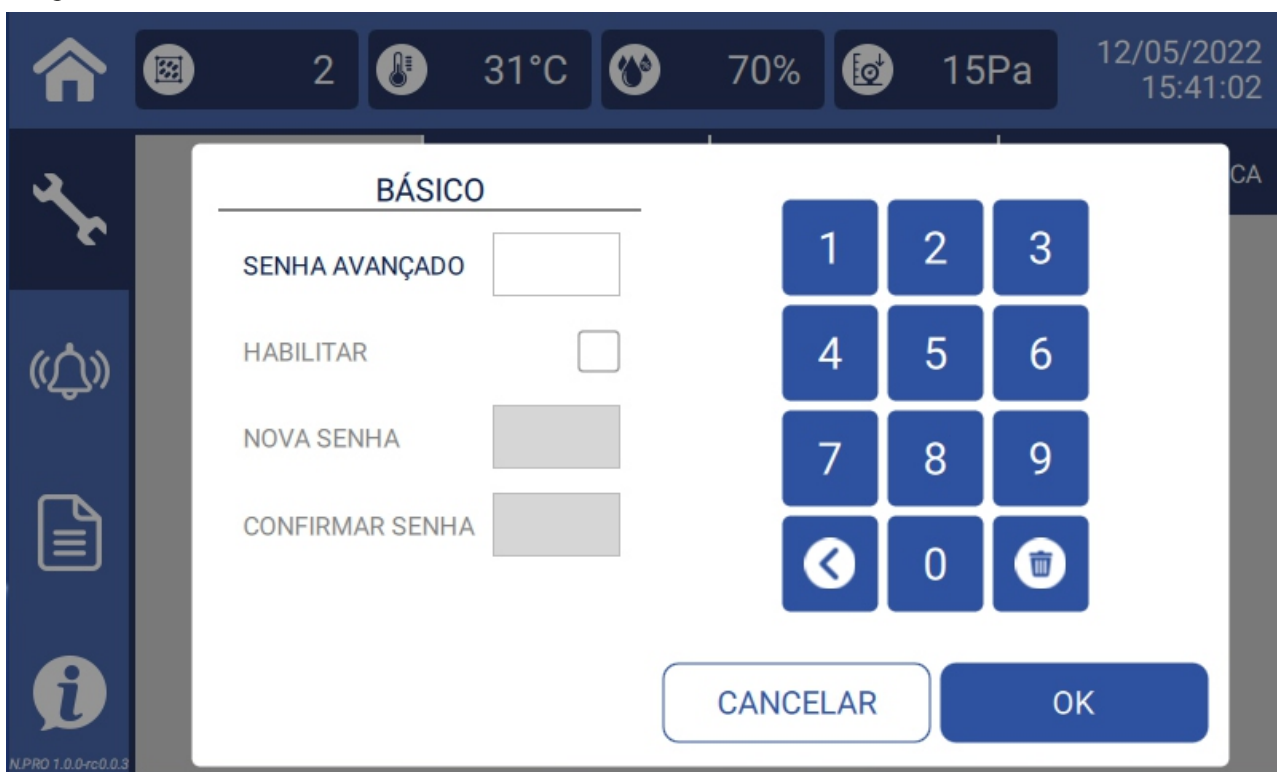 2
31°C
70%
15Pa
12/05/2022
15:41:02
CA
BÁSICO
SENHA AVANÇADO
HABILITAR
NOVA SENHA
CONFIRMAR SENHA
1 2 3
4 5 6
7 8 9
0
CANCELAR
OK
N.PRO 1.0.0-rc0.0.3